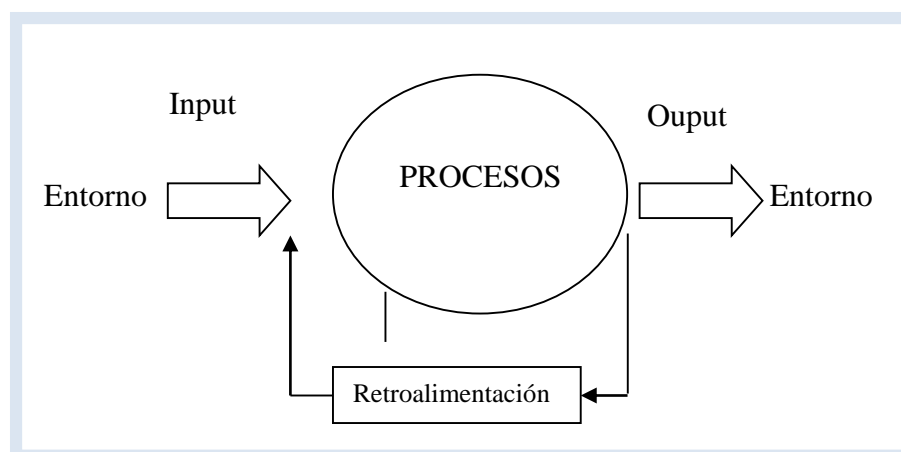 Input
Ouput
PROCESOS
Entorno
Entorno
Retroalimentación